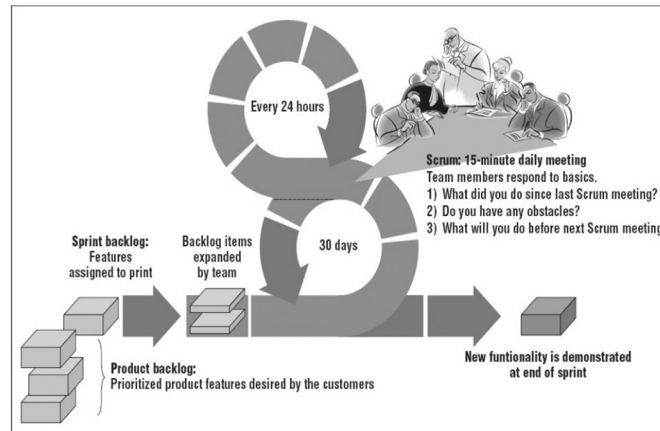 Every 24 hours
Scrum: 15-minute daily meeting
Team members respond to basics.
1) What did you do since last Scrum meeting?
2) Do you have any obstacles?
3) What will you do before next Scrum meeting
30 days
Sprint backlog:
Features
assigned to print
Backlog items
expanded
by team
Product backlog:
Prioritized product features desired by the customers
New funtionality is demonstrated
at end of sprint